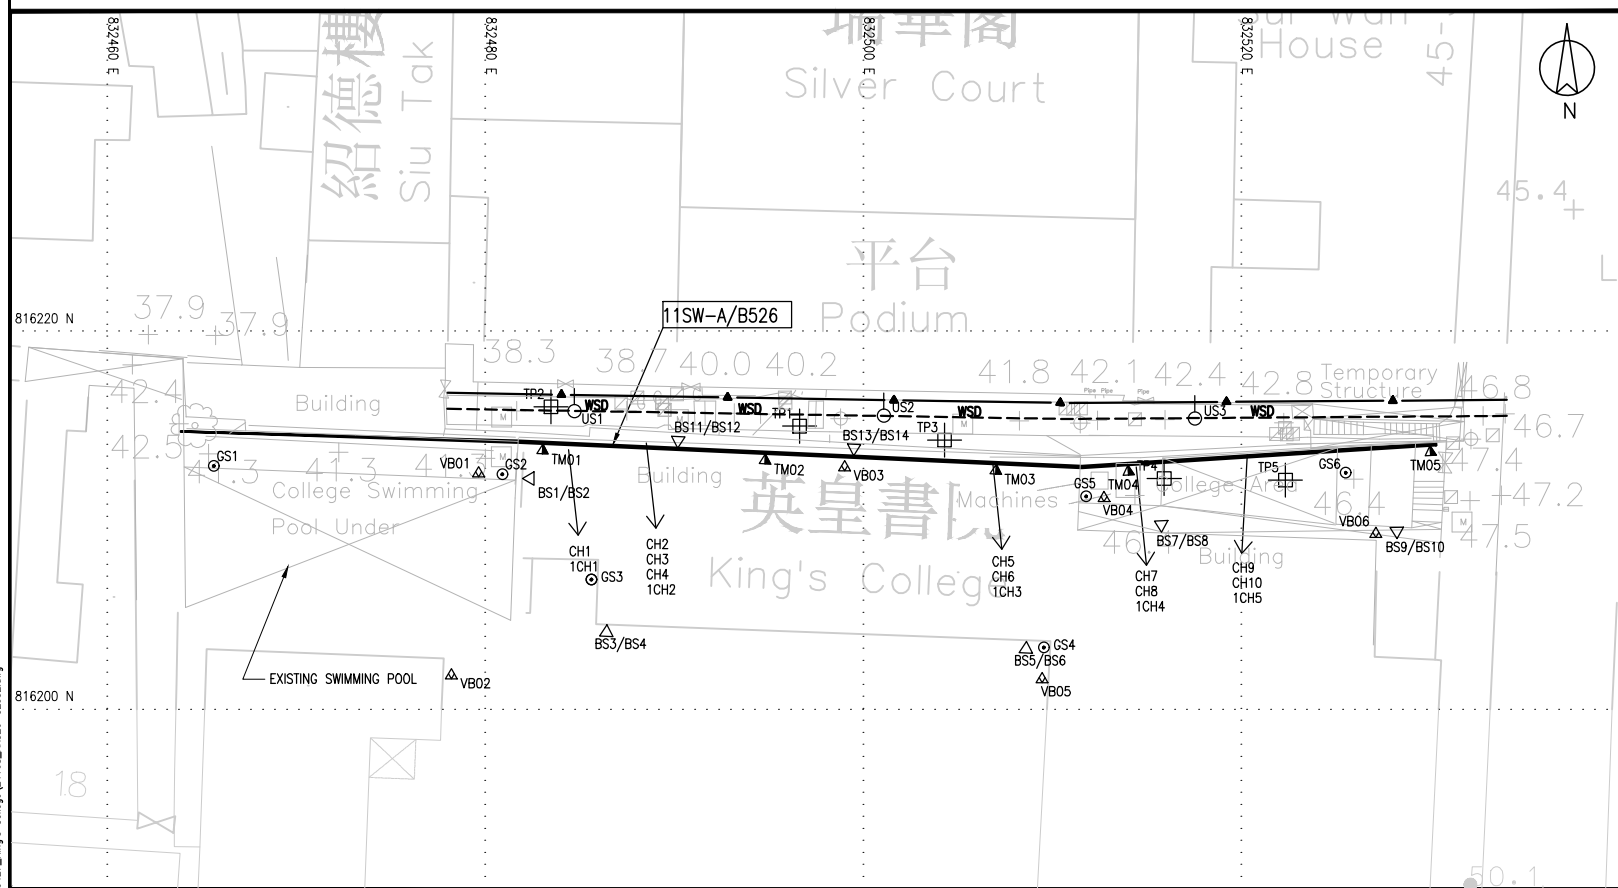 832460 E
832480 E
832500 E
832520 E
紹德樓
Siu Tak
瑞華閣
Silver Court
House
45-
N
45.4
平台
Podium
816220 N
11SW-A/B526
37.9
37.9
38.3
38.7
40.0
40.2
41.8
42.1
42.4
42.8
Temporary
Structure
46.8
46.7
42.4
42.5
Building
TP2
WSD
US1
WSD
TP1
US2
WSD
US3
WSD
TP3
BS11/BS12
BS13/BS14
GS1
41.3
41.3
41.3
VB01
GS2
TM01
BS1/BS2
Building
TM02
VB03
TM03
Machines
GS5
TM04
VB04
TP4
College Area
TP5
GS6
46.4
TM05
47.4
47.2
47.5
College Swimming
Pool Under
英皇書院
King's College
46.
BS7/BS8
Building
VB06
BS9/BS10
M
M
M
M
CH1
1CH1
CH2
CH3
CH4
1CH2
CH5
CH6
1CH3
CH7
CH8
1CH4
CH9
CH10
1CH5
GS3
BS3/BS4
BS5/BS6
GS4
VB05
EXISTING SWIMMING POOL
VB02
816200 N
18
50.1